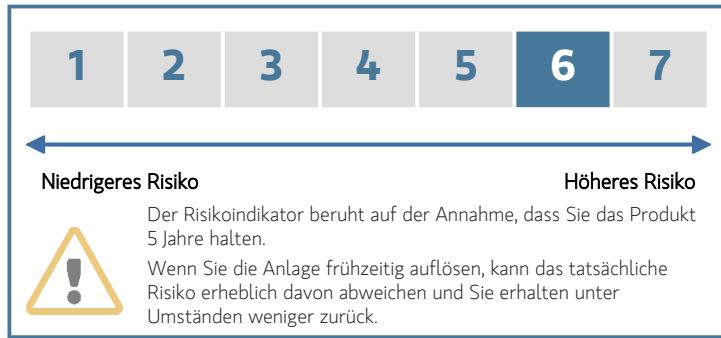 1 2 3 4 5 6 7
Niedrigeres Risiko Höheres Risiko
Der Risikoindikator beruht auf der Annahme, dass Sie das Produkt
5 Jahre halten.
Wenn Sie die Anlage frühzeitig auflösen, kann das tatsächliche
Risiko erheblich davon abweichen und Sie erhalten unter
Umständen weniger zurück.